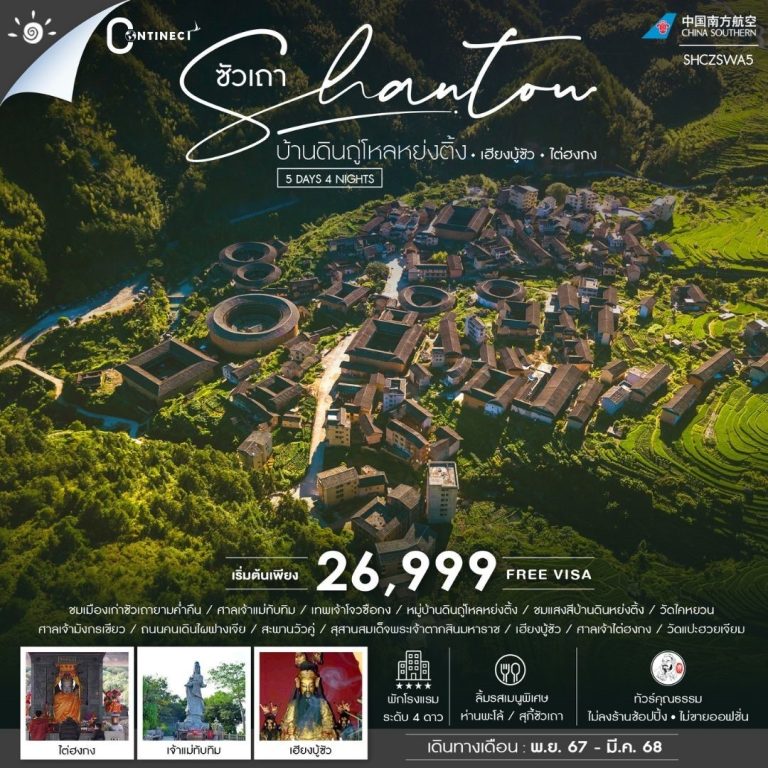 CONTINECT
中国南方航空
CHINA SOUTHERN
SHCZSWA5
ซัวเถา
Shantou
บ้านดินถู่โหลหย่งติ้ง • เฮียงบู้ซัว • ไต่ฮงกง
5 DAYS 4 NIGHTS
เริ่มต้นเพียง 26,999 FREE VISA
ชมเมืองเก่าซัวเถายามค่ำคืน / ศาลเจ้าแม่ทับทิม / เทพเจ้าโจวซือกง / หมู่บ้านดินถู่โหลหย่งติ้ง / ชมแสงสีบ้านดินหย่งติ้ง / วัดไคหยวน
ศาลเจ้ามังกรเขียว / ถนนคนเดินไผฟางเจีย / สะพานวัวคู่ / สุสานสมเด็จพระเจ้าตากสินมหาราช / เฮียงบู้ซัว / ศาลเจ้าไต่ฮงกง / วัดแปะฮวยเจียม
ไต่ฮงกง
เจ้าแม่ทับทิม
เฮียงบู้ซัว
พักโรงแรม
ระดับ 4 ดาว
ลิ้มรสเมนูพิเศษ
ห่านพะโล้ / สุกี้ซัวเถา
ทัวร์คุณธรรม
ไม่ลงร้านช้อปปิ้ง • ไม่ขายออฟชั่น
เดินทางเดือน : พ.ย. 67 - มี.ค. 68